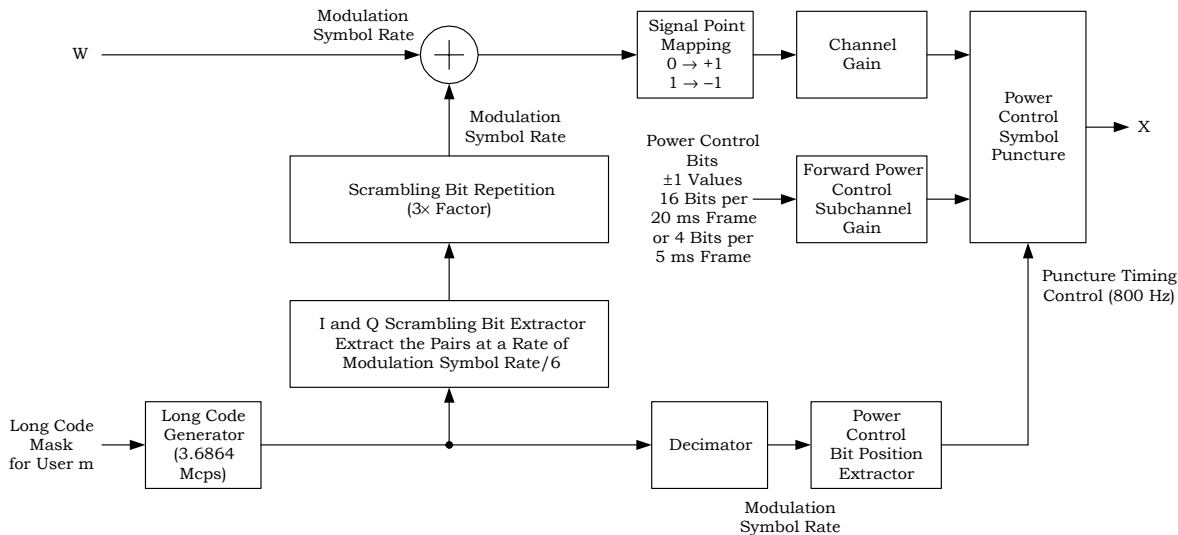 W
Modulation
Symbol Rate
Signal Point
Mapping
0 → +1
1 → −1
Channel
Gain
Power
Control
Symbol
Puncture
X
Modulation
Symbol Rate
Scrambling Bit Repetition
(3× Factor)
Power Control
Bits
±1 Values
16 Bits per
20 ms Frame
or 4 Bits per
5 ms Frame
Forward Power
Control
Subchannel
Gain
Puncture Timing
Control (800 Hz)
I and Q Scrambling Bit Extractor
Extract the Pairs at a Rate of
Modulation Symbol Rate/6
Long Code
Mask
for User m
Long Code
Generator
(3.6864
Mcps)
Decimator
Power
Control
Bit Position
Extractor
Modulation
Symbol Rate